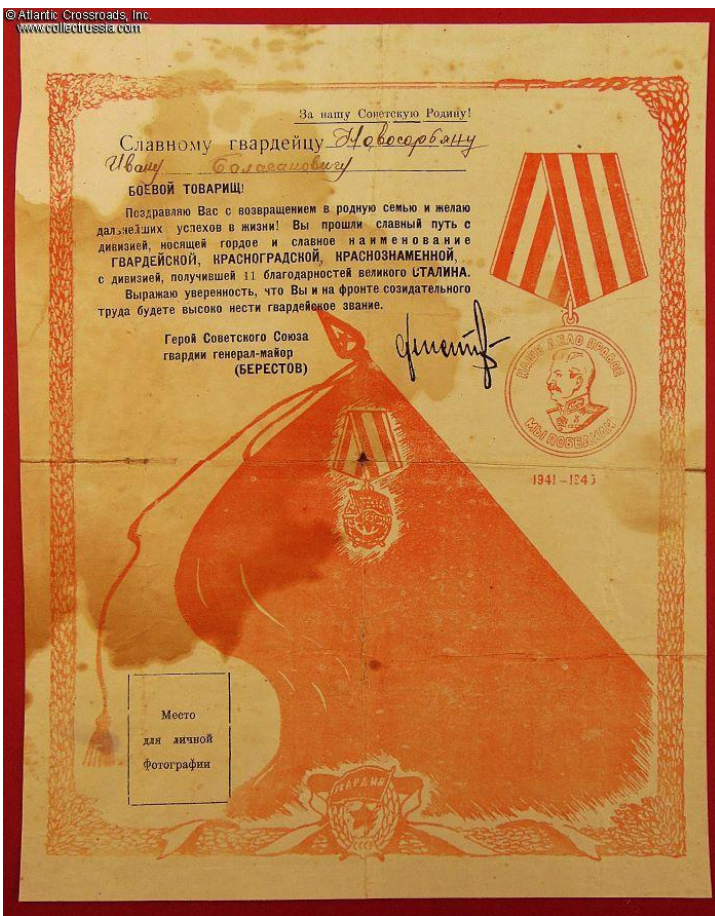 © Atlantic Crossroads, Inc.
www.collectrussia.com
За нашу Советскую Родину!
Славному гвардейцу Новосорбяну
Ивану Баласановичу
БОЕВОЙ ТОВАРИЩ!
Поздравляю Вас с возвращением в родную семью и желаю
дальнейших успехов в жизни! Вы прошли славный путь с
дивизией, носящей гордое и славное наименование
ГВАРДЕЙСКОЙ, КРАСНОГРАДСКОЙ, КРАСНОЗНАМЕННОЙ,
с дивизией, получившей 11 благодарностей великого СТАЛИНА.
Выражаю уверенность, что Вы и на фронте созидательного
труда будете высоко нести гвардейское звание.
Герой Советского Союза
гвардии генерал-майор
(БЕРЕСТОВ)
НАШЕ ДЕЛО ПРАВОЕ
МЫ ПОБЕДИЛИ
1941–1945
Место
для личной
Фотографии
ГВАРДИЯ